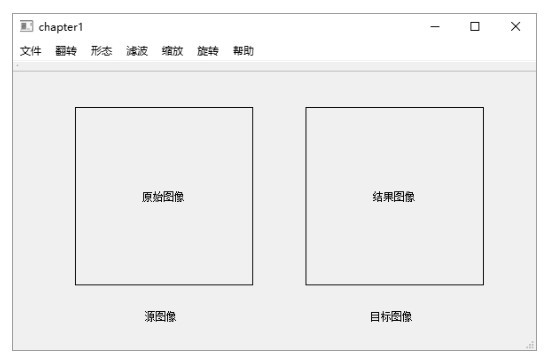 chapter1
文件 翻转 形态 滤波 缩放 旋转 帮助
原始图像 结果图像
源图像 目标图像